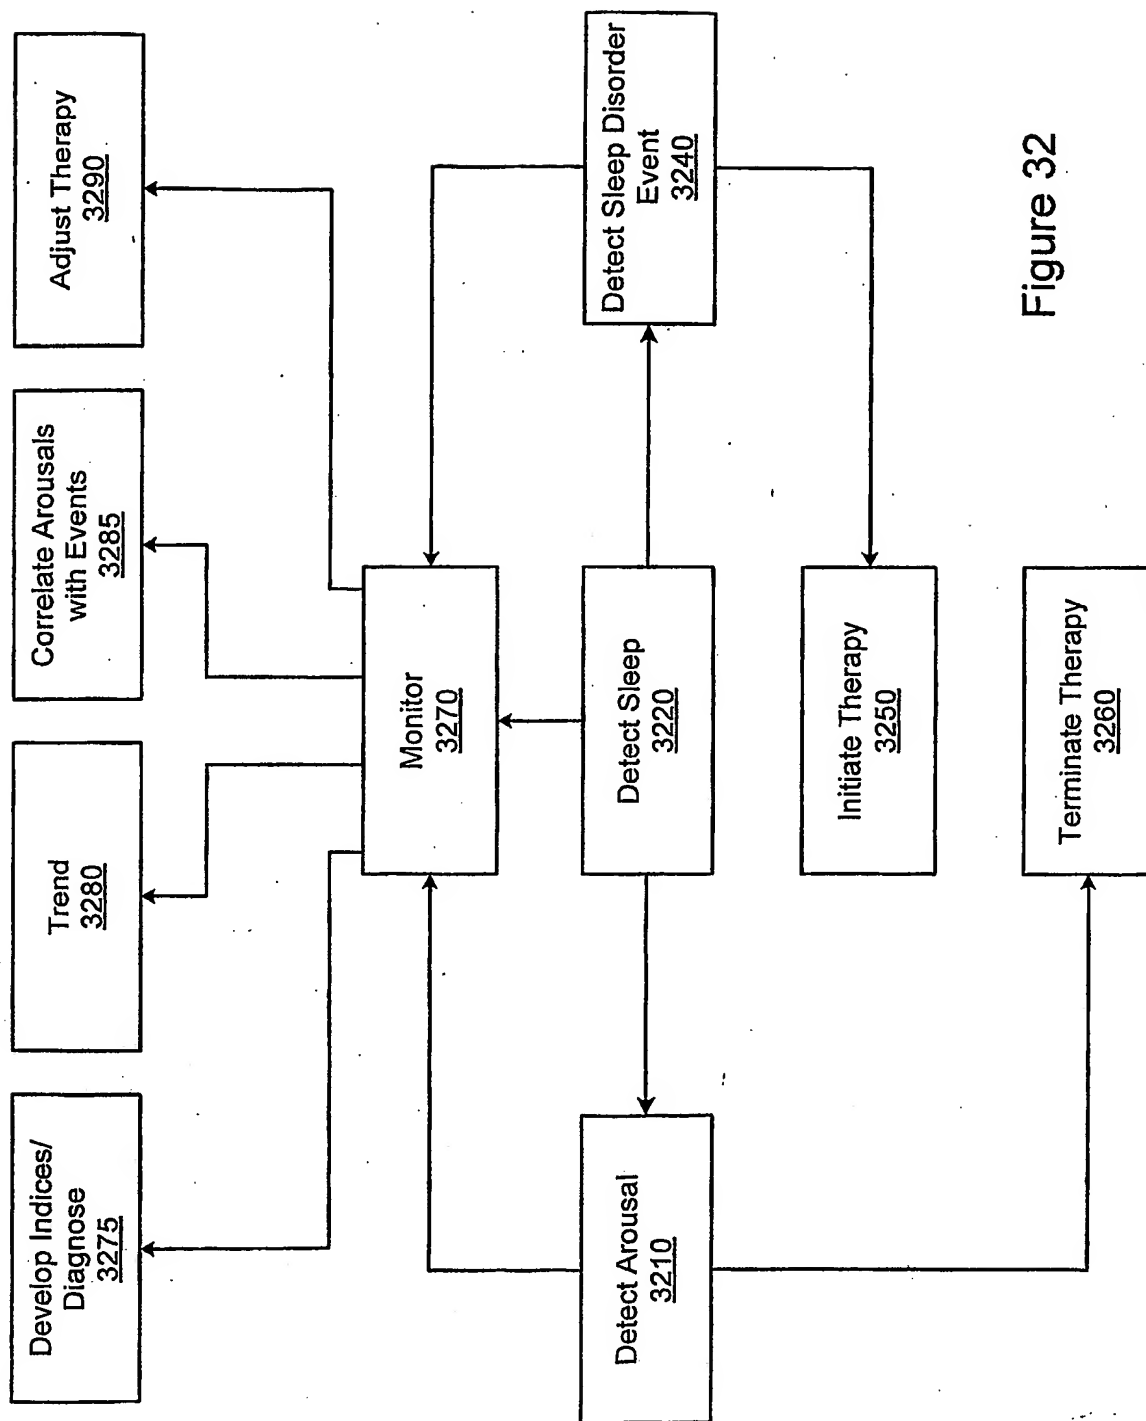 Develop Indices/
Diagnose
3275
Trend
3280
Correlate Arousals
with Events
3285
Adjust Therapy
3290
Monitor
3270
Detect Arousal
3210
Detect Sleep
3220
Detect Sleep Disorder
Event
3240
Initiate Therapy
3250
Terminate Therapy
3260
Figure 32